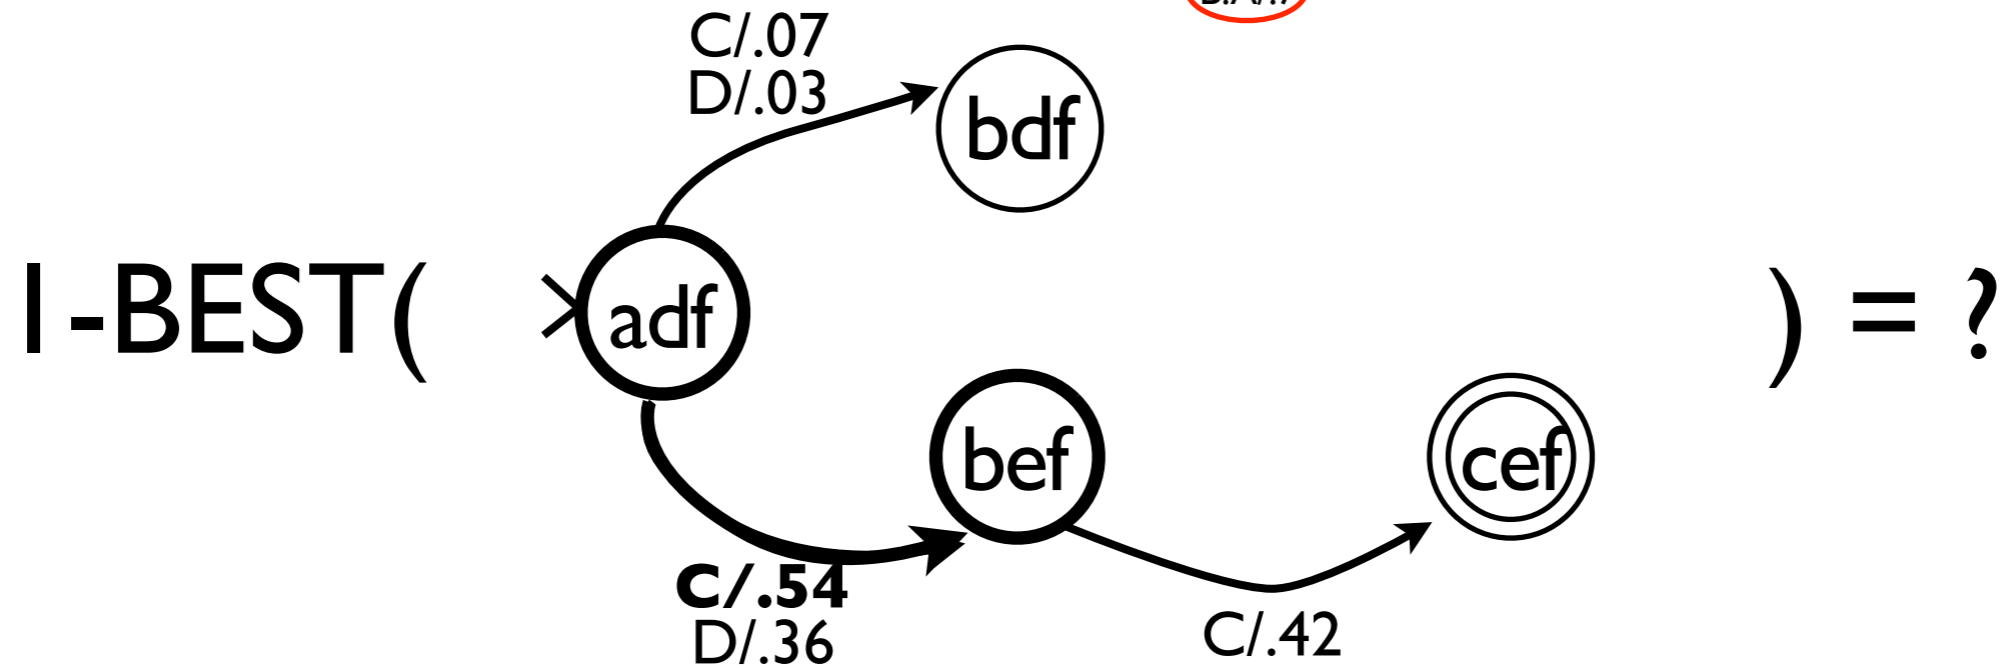 C/.07
D/.03
bdf
1-BEST(
adf
) = ?
bef
cef
C/.54
D/.36
C/.42